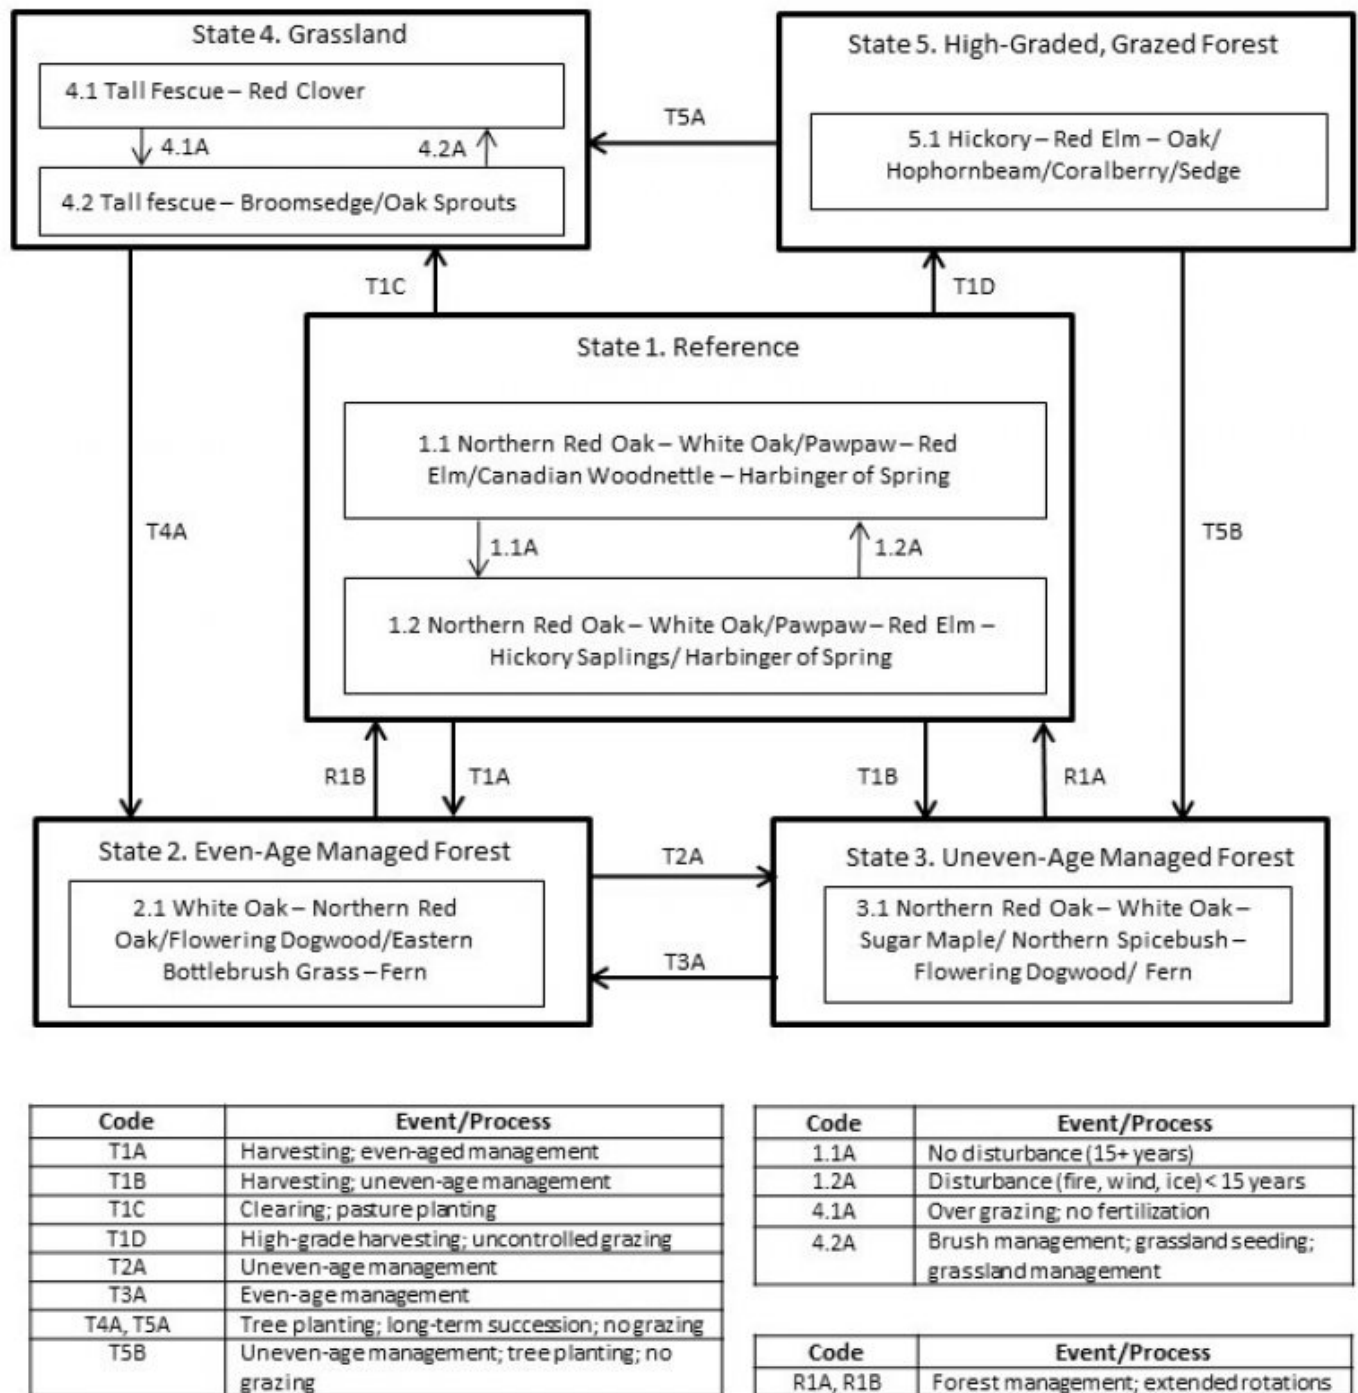 State 4. Grassland
4.1 Tall Fescue – Red Clover
4.1A
4.2A
4.2 Tall fescue – Broomsedge/Oak Sprouts
T5A
State 5. High-Graded, Grazed Forest
5.1 Hickory – Red Elm – Oak/
Hophornbeam/Coralberry/Sedge
T1C
T1D
State 1. Reference
1.1 Northern Red Oak – White Oak/Pawpaw – Red
Elm/Canadian Woodnettle – Harbinger of Spring
1.1A
1.2A
1.2 Northern Red Oak – White Oak/Pawpaw – Red Elm –
Hickory Saplings/ Harbinger of Spring
T4A
T5B
R1B
T1A
T1B
R1A
State 2. Even-Age Managed Forest
2.1 White Oak – Northern Red
Oak/Flowering Dogwood/Eastern
Bottlebrush Grass – Fern
T2A
T3A
State 3. Uneven-Age Managed Forest
3.1 Northern Red Oak – White Oak –
Sugar Maple/ Northern Spicebush –
Flowering Dogwood/ Fern
Code Event/Process
T1A Harvesting; even-aged management
T1B Harvesting; uneven-age management
T1C Clearing; pasture planting
T1D High-grade harvesting; uncontrolled grazing
T2A Uneven-age management
T3A Even-age management
T4A, T5A Tree planting; long-term succession; no grazing
T5B Uneven-age management; tree planting; no
grazing
Code Event/Process
1.1A No disturbance (15+ years)
1.2A Disturbance (fire, wind, ice) < 15 years
4.1A Over grazing; no fertilization
4.2A Brush management; grassland seeding;
grassland management
Code Event/Process
R1A, R1B Forest management; extended rotations